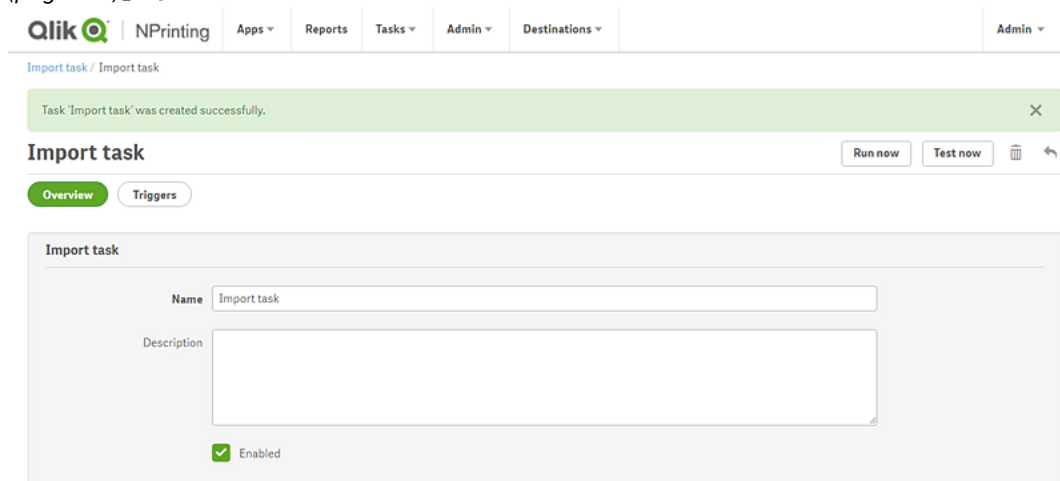 Qlik Q NPrinting Apps Reports Tasks Admin Destinations Admin
Import task / Import task
Task 'Import task' was created successfully.
Import task Run now Test now
Overview Triggers
Import task
Name Import task
Description
Enabled